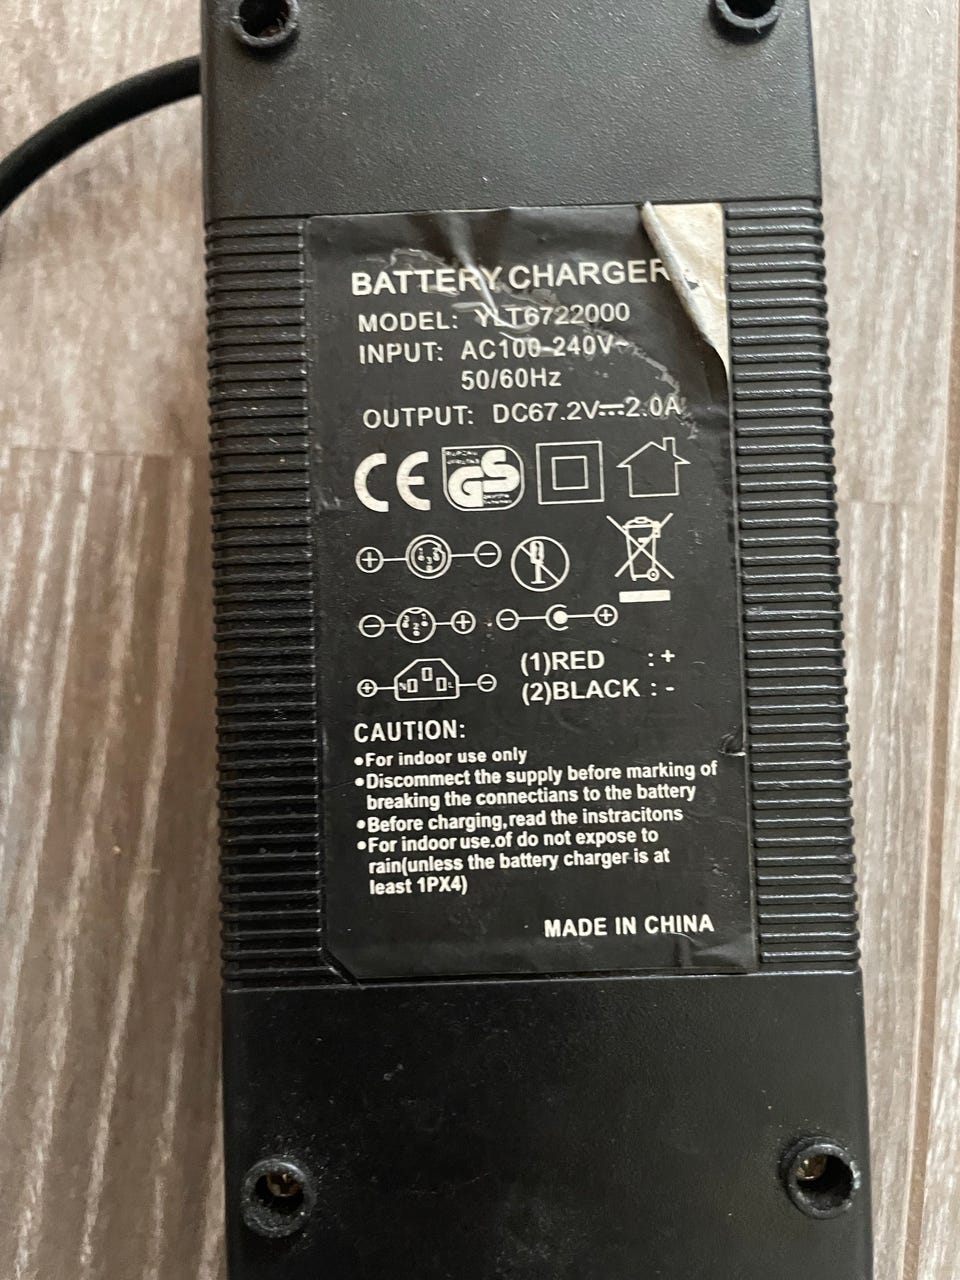 BATTERY CHARGER
MODEL: YLT6722000
INPUT: AC100-240V~
50/60Hz
OUTPUT: DC67.2V⎓2.0A
CE GS
+ -
- + - +
+ - (1)RED : +
(2)BLACK : -
CAUTION:
•For indoor use only
•Discommect the supply before marking of
breaking the connectians to the battery
•Before charging,read the instracitons
•For indoor use.of do not expose to
rain(unless the battery charger is at
least 1PX4)
MADE IN CHINA